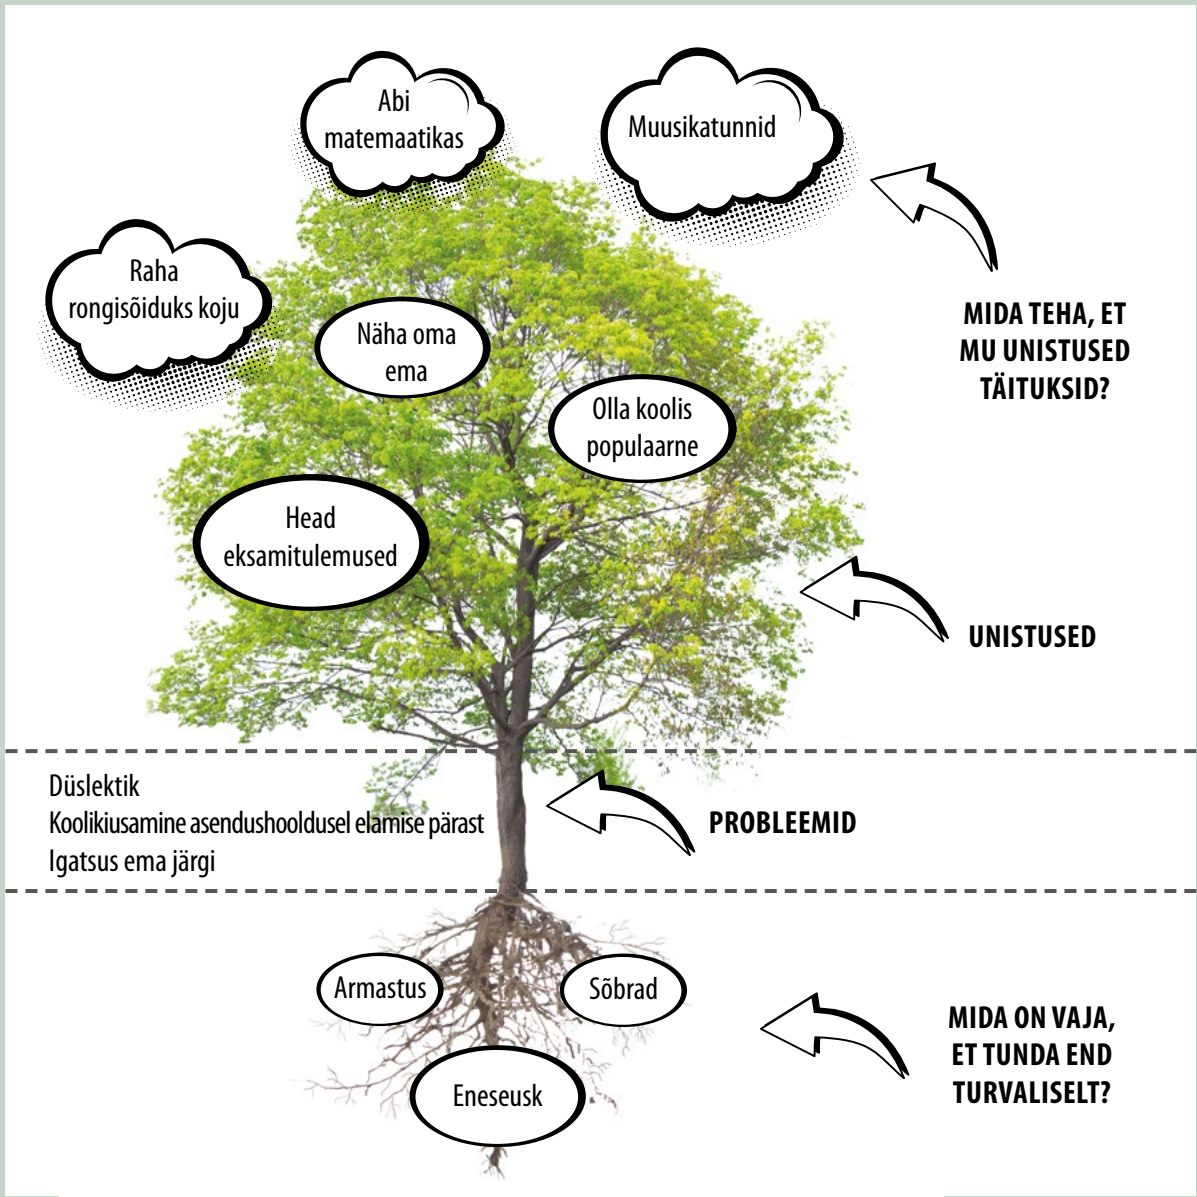 Abi
matemaatikas
Muusikatunnid
Raha
rongisõiduks koju
MIDA TEHA, ET
MU UNISTUSED
TÄITUKSID?
Näha oma
ema
Olla koolis
populaarne
Head
eksamitulemused
UNISTUSED
Düslektik
Koolikiusamine asendushooldusel elamise pärast
Igatsus ema järgi
PROBLEEMID
Armastus
Sõbrad
Eneseusk
MIDA ON VAJA,
ET TUNDA END
TURVALISELT?